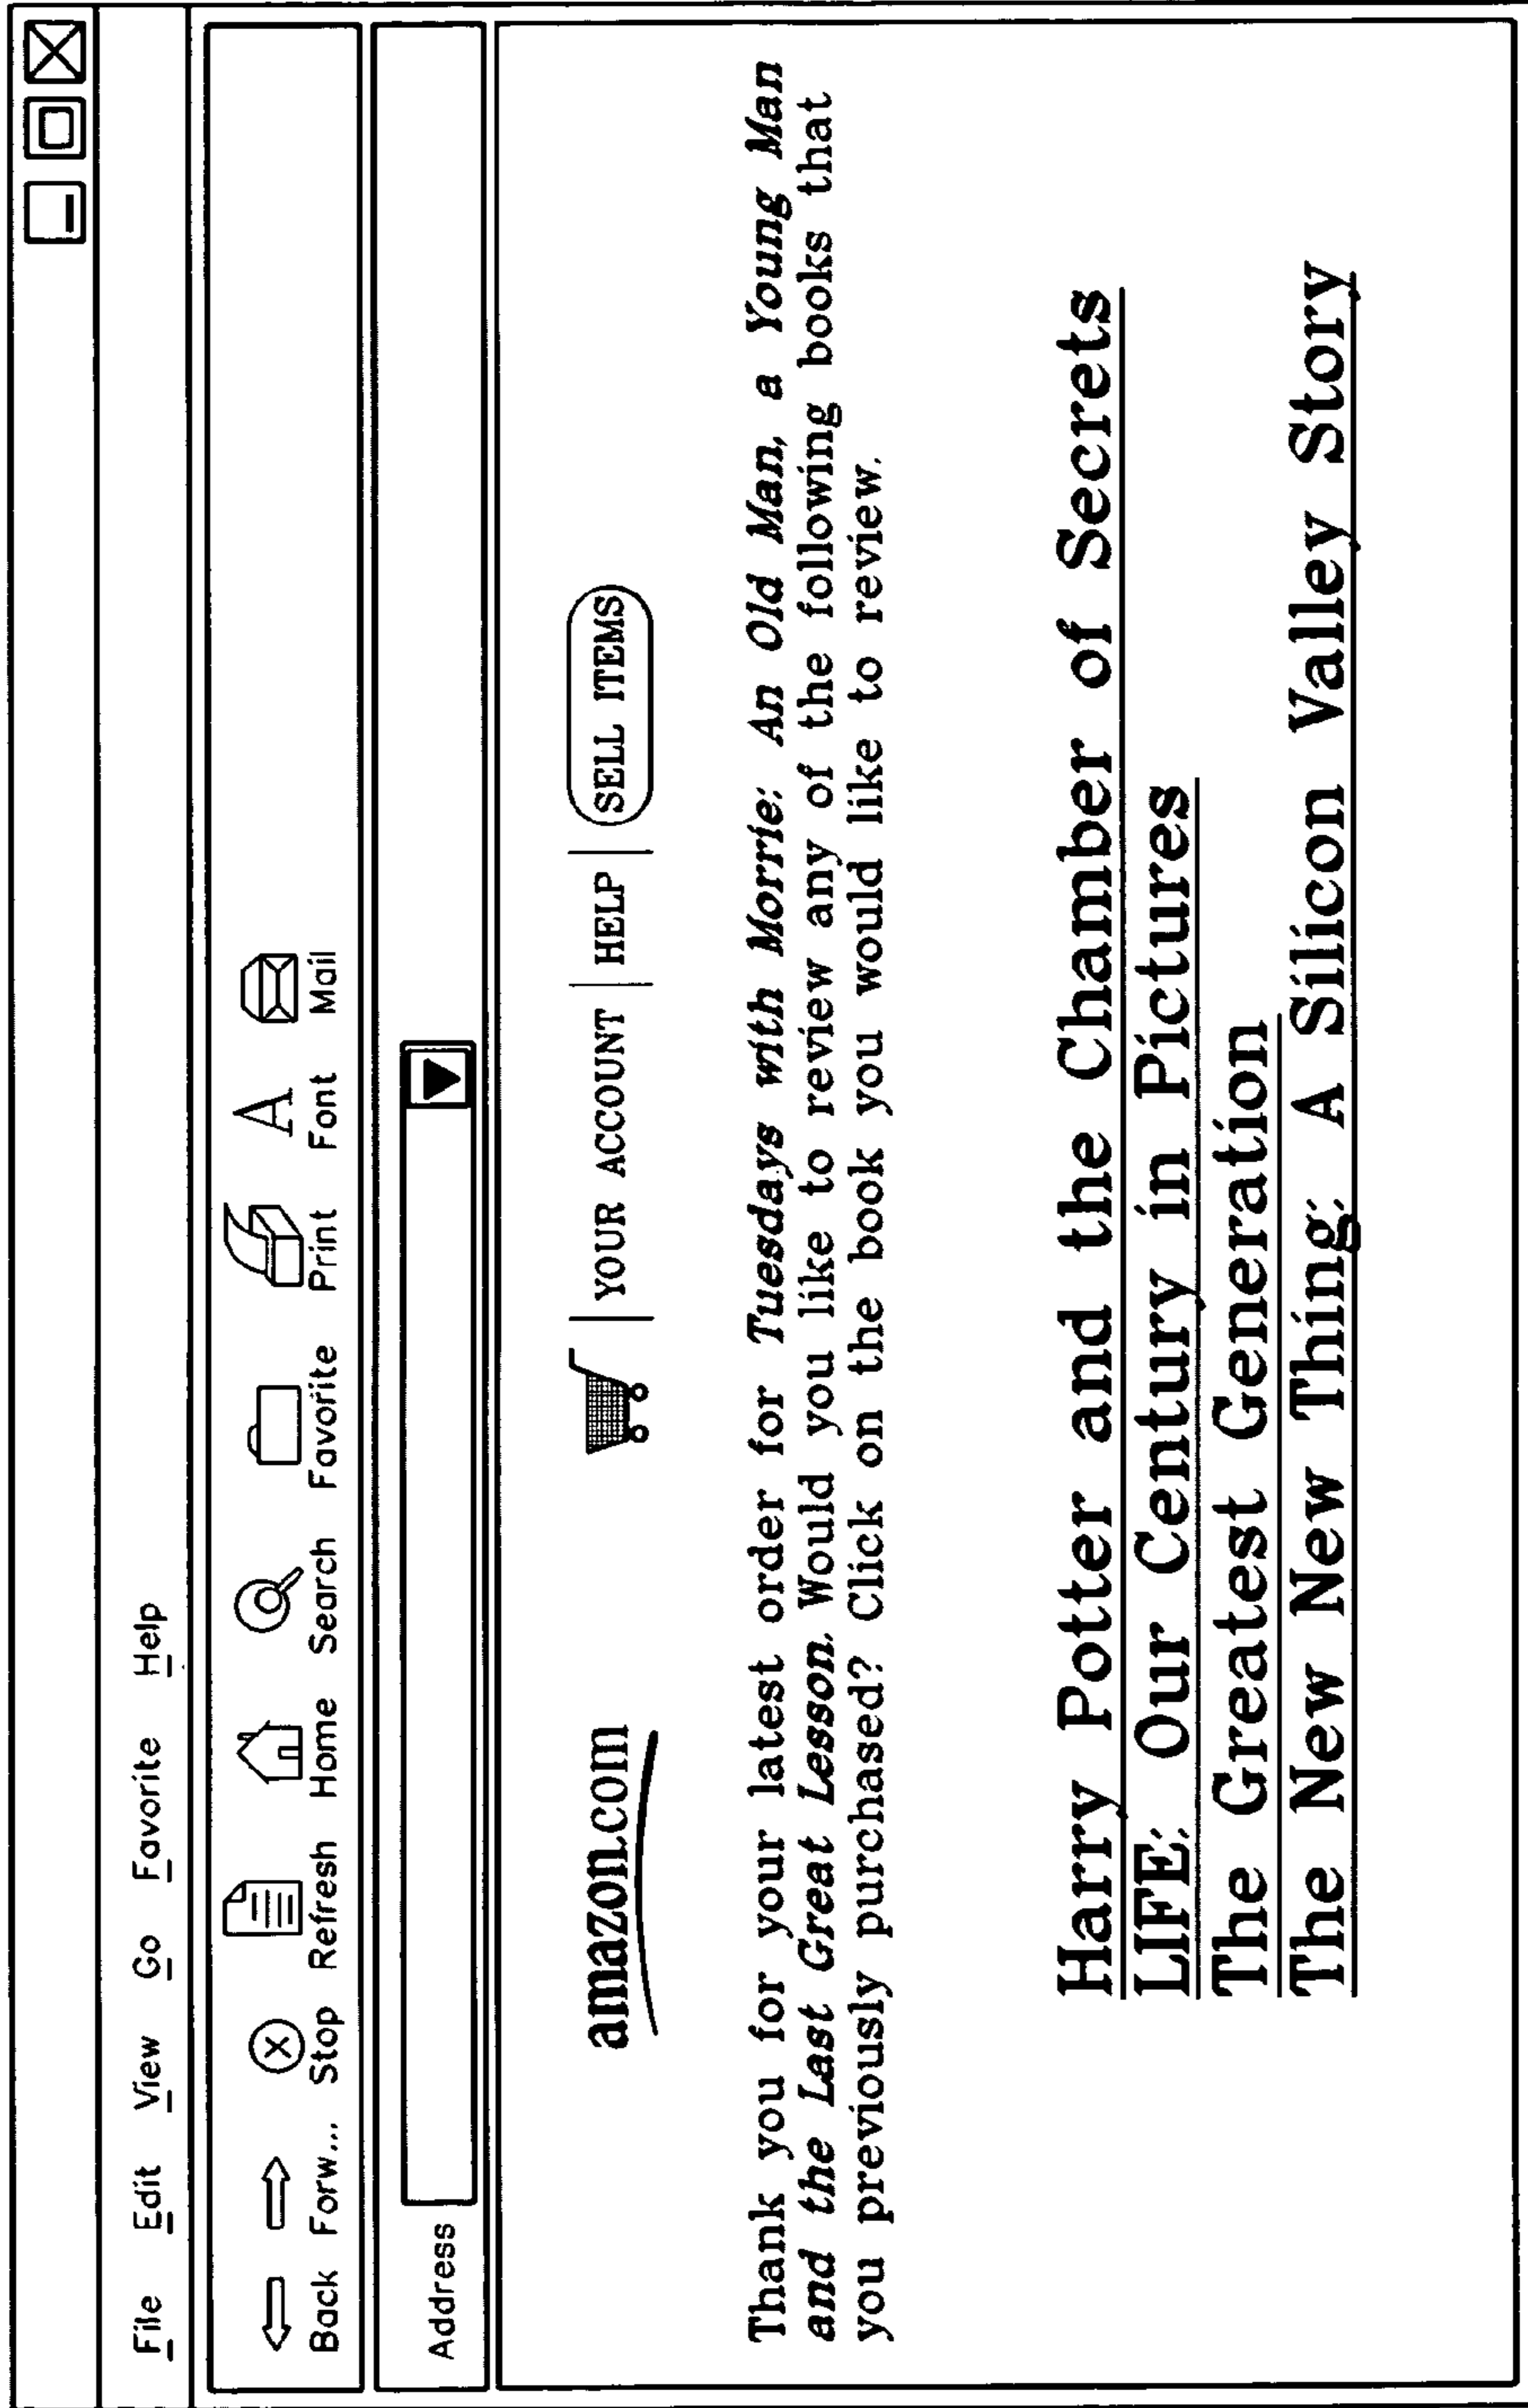 File Edit View Go Favorite Help
Back Forw... Stop Refresh Home Search Favorite Print Font Mail
Address
amazon.com YOUR ACCOUNT HELP SELL ITEMS
Thank you for your latest order for Tuesdays with Morrie: An Old Man, a Young Man
and the Last Great Lesson. Would you like to review any of the following books that
you previously purchased? Click on the book you would like to review.
Harry Potter and the Chamber of Secrets
LIFE: Our Century in Pictures
The Greatest Generation
The New New Thing: A Silicon Valley Story